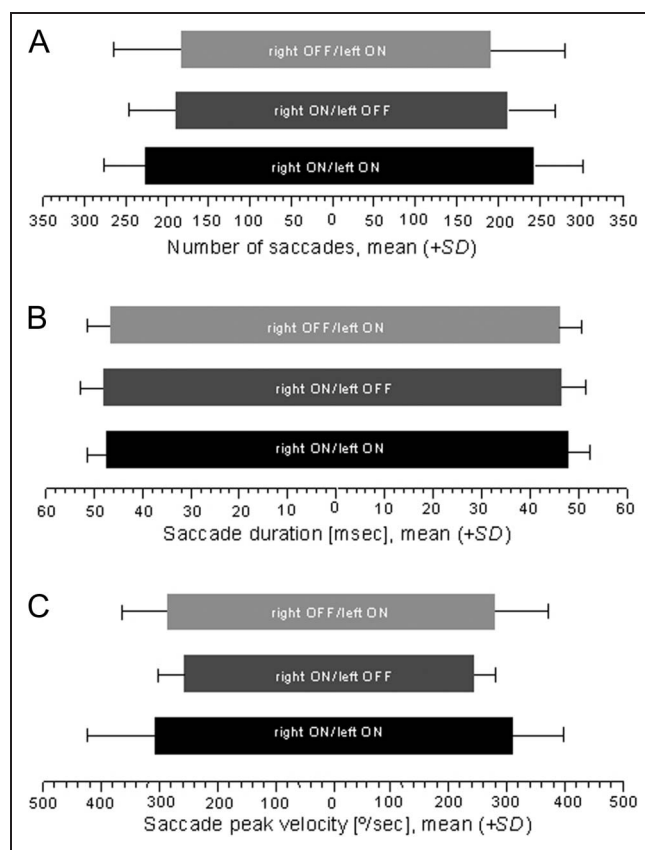 A
right OFF/left ON
right ON/left OFF
right ON/left ON
350 300 250 200 150 100 50 0 50 100 150 200 250 300 350
Number of saccades, mean (+SD)
B
right OFF/left ON
right ON/left OFF
right ON/left ON
60 50 40 30 20 10 0 10 20 30 40 50 60
Saccade duration [msec], mean (+SD)
C
right OFF/left ON
right ON/left OFF
right ON/left ON
500 400 300 200 100 0 100 200 300 400 500
Saccade peak velocity [º/sec], mean (+SD)